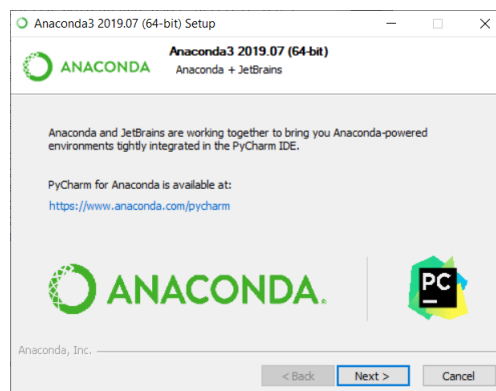 Anaconda3 2019.07 (64-bit) Setup
Anaconda3 2019.07 (64-bit)
Anaconda + JetBrains
ANACONDA
Anaconda and JetBrains are working together to bring you Anaconda-powered
environments tightly integrated in the PyCharm IDE.
PyCharm for Anaconda is available at:
https://www.anaconda.com/pycharm
ANACONDA.
PC
Anaconda, Inc.
< Back
Next >
Cancel